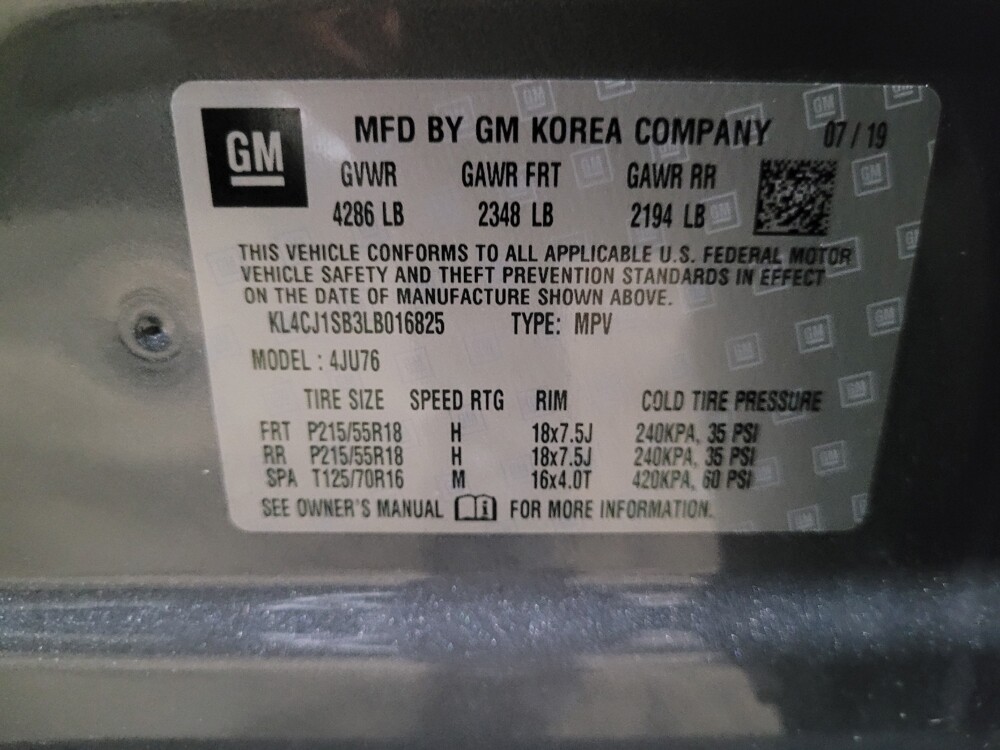 GM
MFD BY GM KOREA COMPANY 07/19
GVWR GAWR FRT GAWR RR
4286 LB 2348 LB 2194 LB
THIS VEHICLE CONFORMS TO ALL APPLICABLE U.S. FEDERAL MOTOR
VEHICLE SAFETY AND THEFT PREVENTION STANDARDS IN EFFECT
ON THE DATE OF MANUFACTURE SHOWN ABOVE.
KL4CJ1SB3LB016825 TYPE: MPV
MODEL : 4JU76
TIRE SIZE SPEED RTG RIM COLD TIRE PRESSURE
FRT P215/55R18 H 18x7.5J 240KPA, 35 PSI
RR P215/55R18 H 18x7.5J 240KPA, 35 PSI
SPA T125/70R16 M 16x4.0T 420KPA, 60 PSI
SEE OWNER'S MANUAL i FOR MORE INFORMATION.